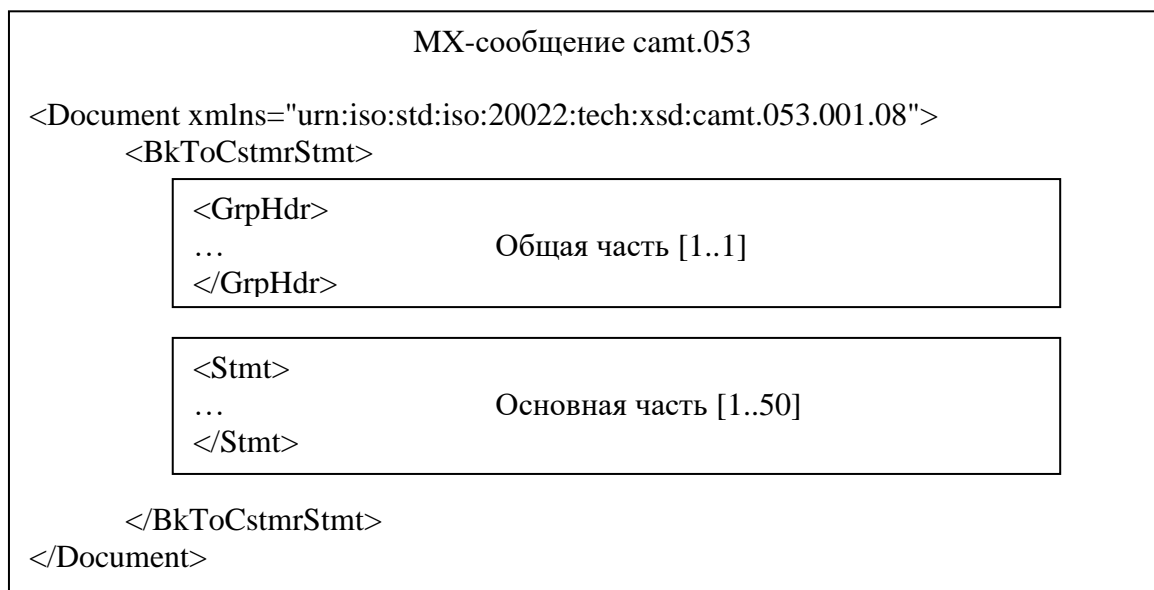 MX-сообщение camt.053
<Document xmlns="urn:iso:std:iso:20022:tech:xsd:camt.053.001.08">
<BkToCstmrStmt>
<GrpHdr>
… Общая часть [1..1]
</GrpHdr>
<Stmt>
… Основная часть [1..50]
</Stmt>
</BkToCstmrStmt>
</Document>